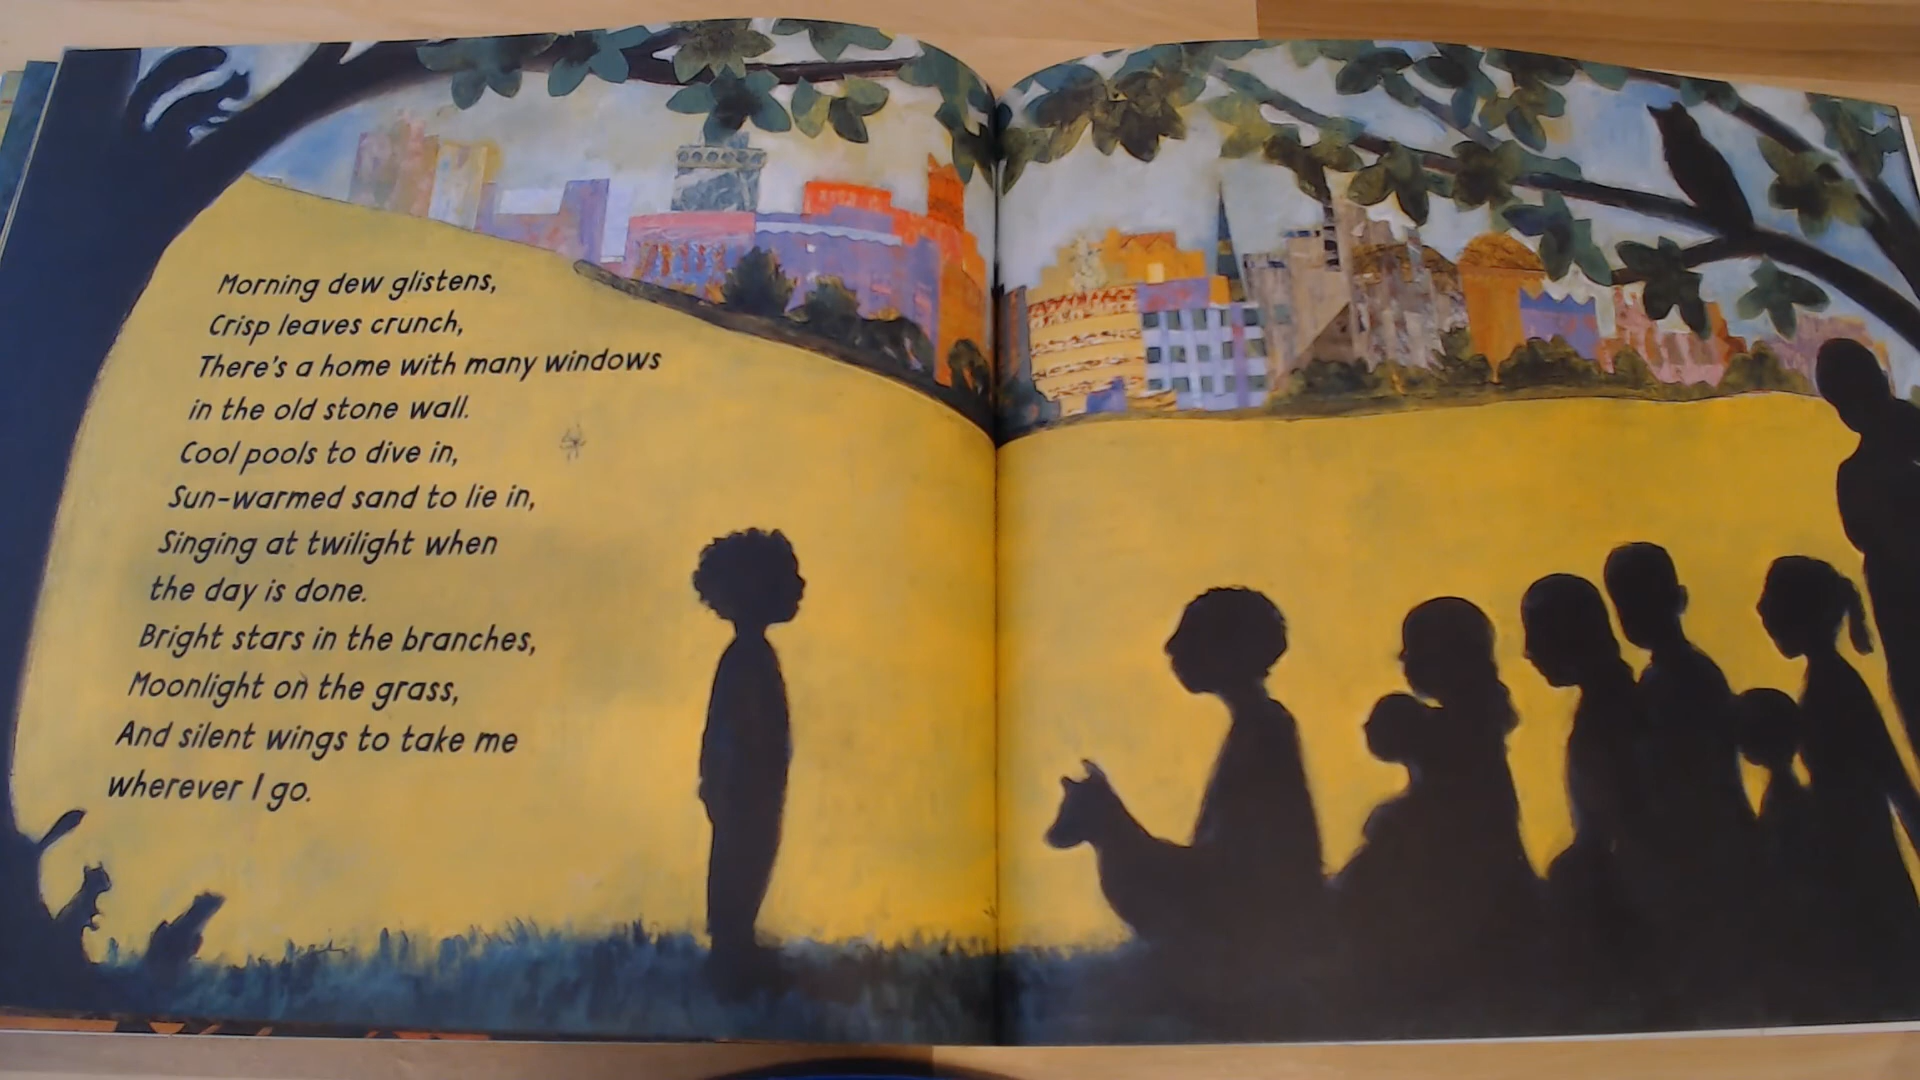 Morning dew glistens,
Crisp leaves crunch,
There's a home with many windows
in the old stone wall.
Cool pools to dive in,
Sun-warmed sand to lie in,
Singing at twilight when
the day is done.
Bright stars in the branches,
Moonlight on the grass,
And silent wings to take me
wherever I go.